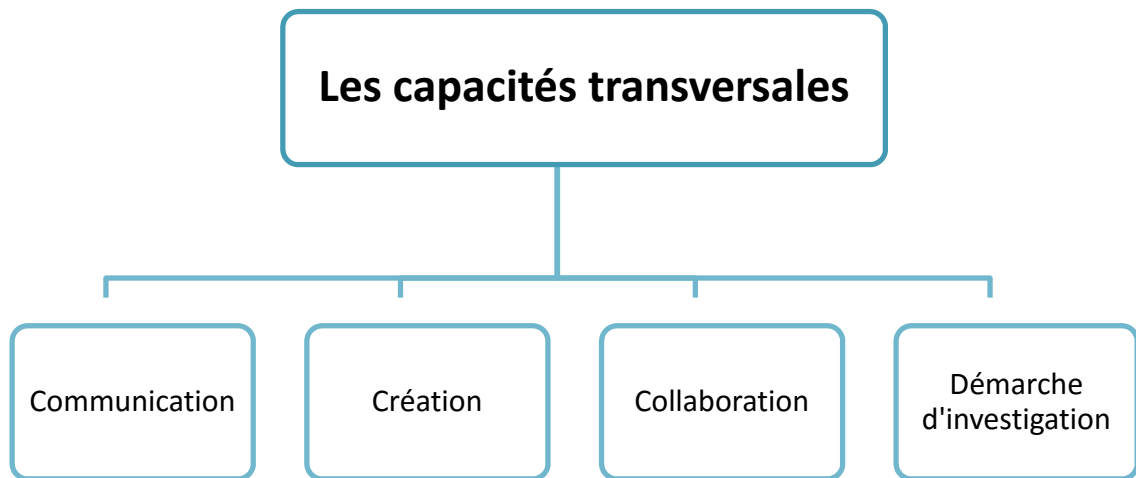 Les capacités transversales
Communication
Création
Collaboration
Démarche
d'investigation